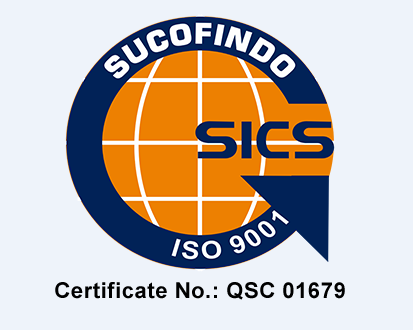 SUCOFINDO
SICS
ISO 9001
Certificate No.: QSC 01679